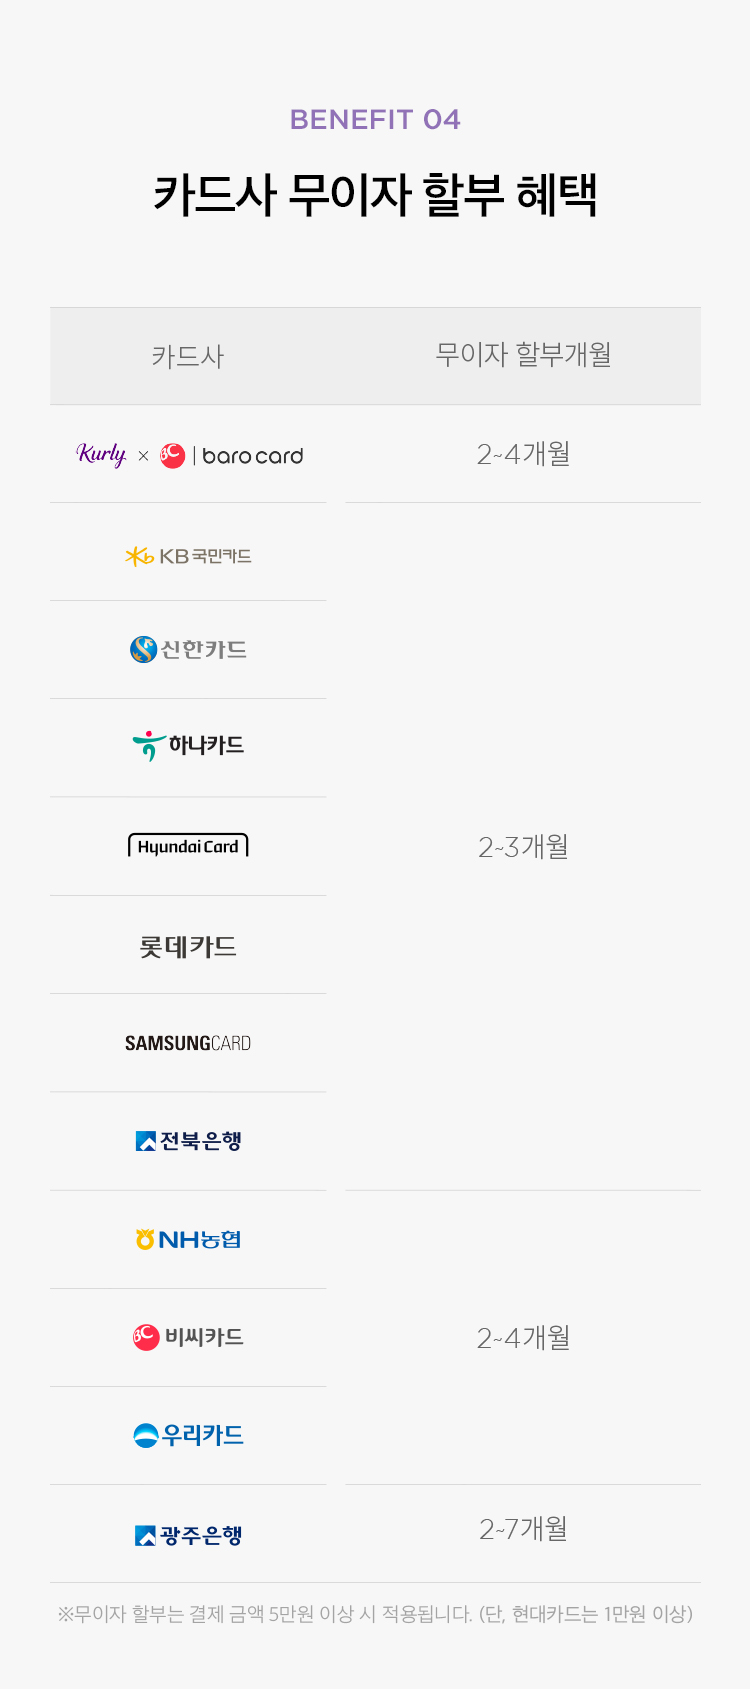 BENEFIT 04
카드사 무이자 할부 혜택
카드사 무이자 할부개월
Kurly × BC | baro card 2~4개월
KB국민카드
신한카드
하나카드
Hyundai Card 2~3개월
롯데카드
SAMSUNG CARD
전북은행
NH농협
BC 비씨카드 2~4개월
우리카드
광주은행 2~7개월
※무이자 할부는 결제 금액 5만원 이상 시 적용됩니다. (단, 현대카드는 1만원 이상)